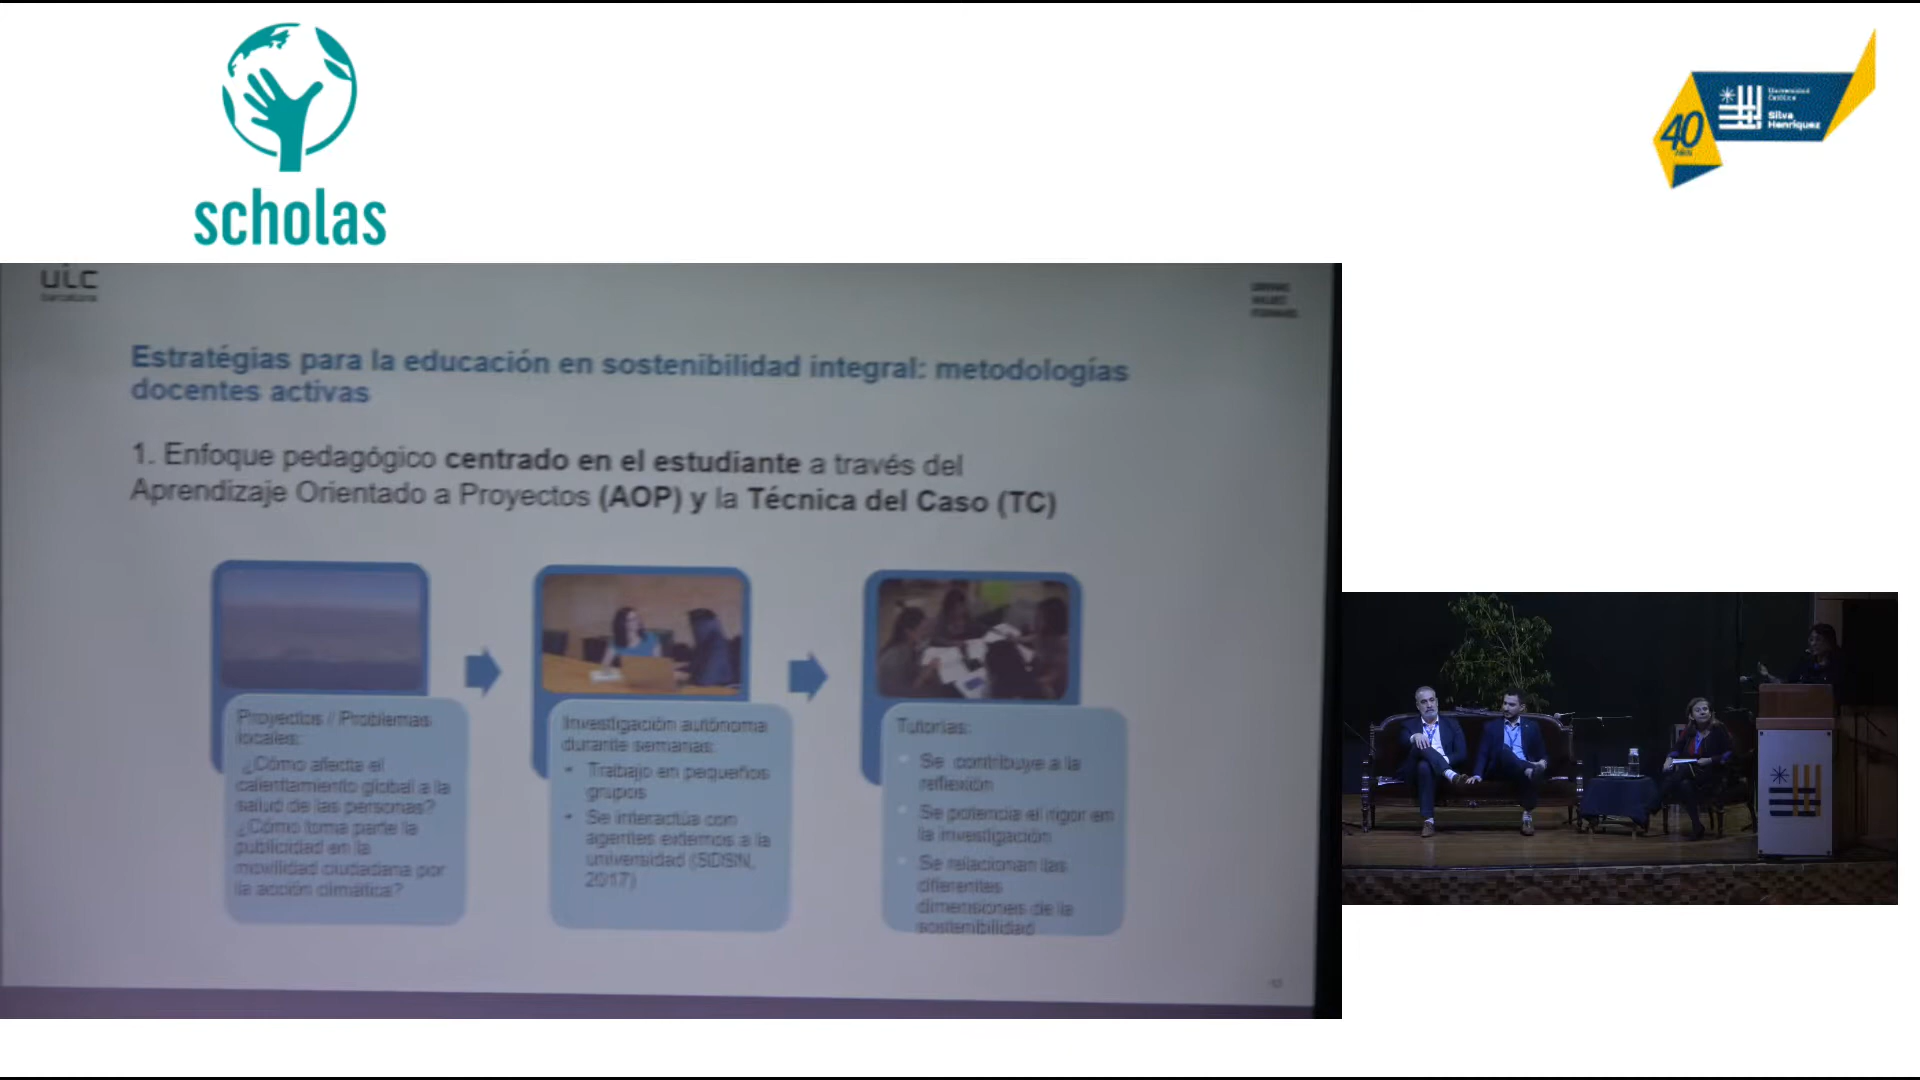 scholas
40
AÑOS
Universidad
Católica
Silva
Henríquez
uic
barcelona
Estratégias para la educación en sostenibilidad integral: metodologías
docentes activas
1. Enfoque pedagógico centrado en el estudiante a través del
Aprendizaje Orientado a Proyectos (AOP) y la Técnica del Caso (TC)
Proyectos / Problemas
locales:
¿Cómo afecta el
calentamiento global a la
salud de las personas?
¿Cómo toma parte la
publicidad en la
movilidad ciudadana por
la acción climática?
Investigación autónoma
durante semanas:
• Trabajo en pequeños
grupos
• Se interactúa con
agentes externos a la
universidad (SDSN,
2017)
Tutorías:
• Se contribuye a la
reflexión
• Se potencia el rigor en
la investigación
• Se relacionan las
diferentes
dimensiones de la
sostenibilidad